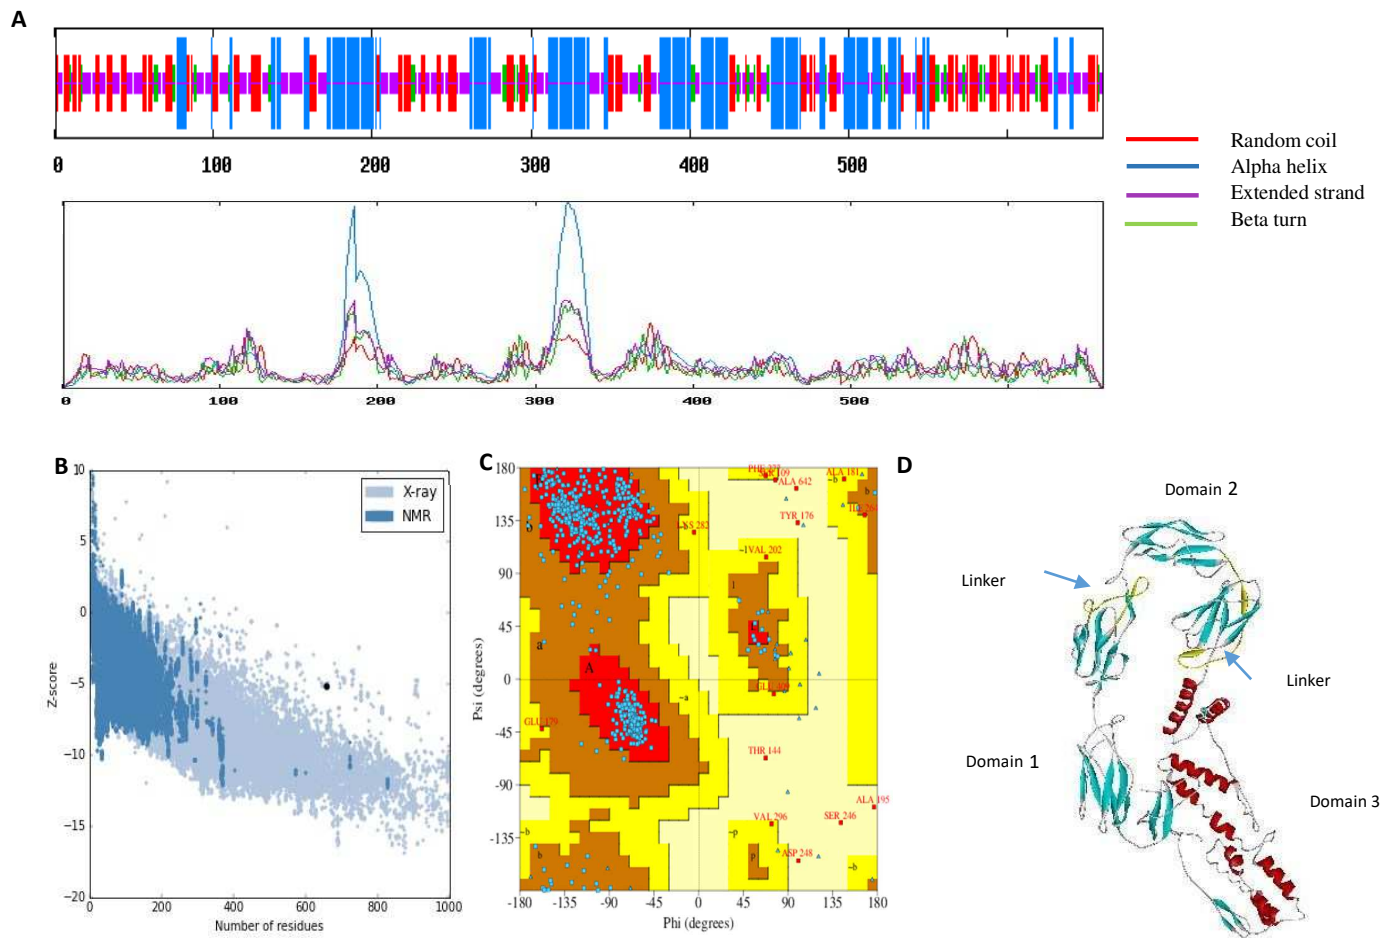 A
0 100 200 300 400 500
Random coil
Alpha helix
Extended strand
Beta turn
0 100 200 300 400 500
B
10
5
0
−5
−10
−15
−20
Z-score
X-ray
NMR
0 200 400 600 800 1000
Number of residues
C
180
135
90
45
0
-45
-90
-135
Psi (degrees)
ALA 181
ALA 642
TYR 176
VAL 202
GLU 179
THR 144
ALA 195
VAL 296
SER 246
ASP 248
b
~b
b
b
~b
~l
l
a
A
~a
~b
~p
b
p
~b
-180 -135 -90 -45 0 45 90 135 180
Phi (degrees)
D
Domain 2
Linker
Linker
Domain 1
Domain 3